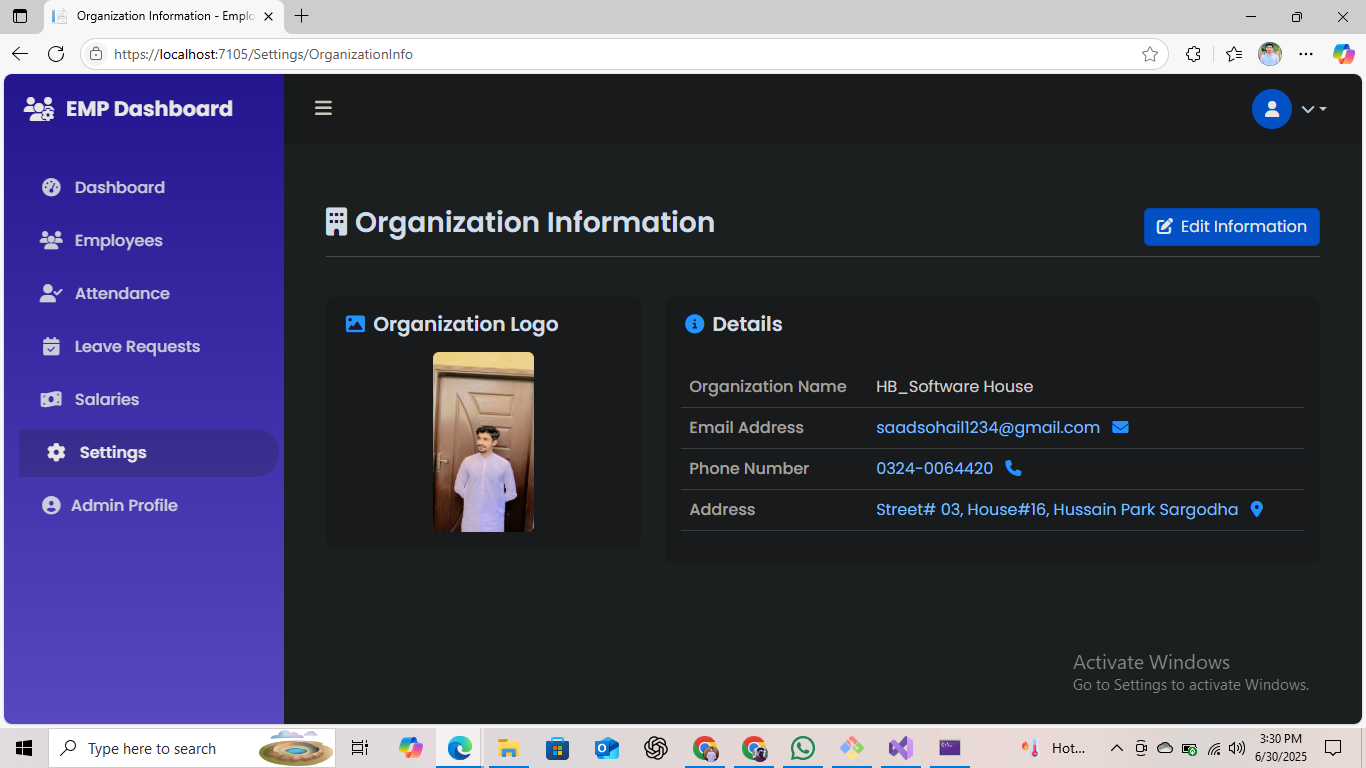 Organization Information - Emplo
https://localhost:7105/Settings/OrganizationInfo
EMP Dashboard
Dashboard
Employees
Attendance
Leave Requests
Salaries
Settings
Admin Profile
Organization Information
Edit Information
Organization Logo
Details
Organization Name HB_Software House
Email Address saadsohail1234@gmail.com
Phone Number 0324-0064420
Address Street# 03, House#16, Hussain Park Sargodha
Activate Windows
Go to Settings to activate Windows.
Type here to search
Hot...
3:30 PM
6/30/2025